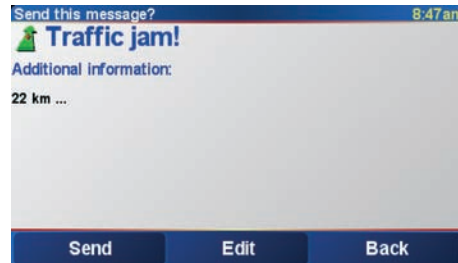 Send this message?
8:47am
Traffic jam!
Additional information:
22 km ...
Send
Edit
Back